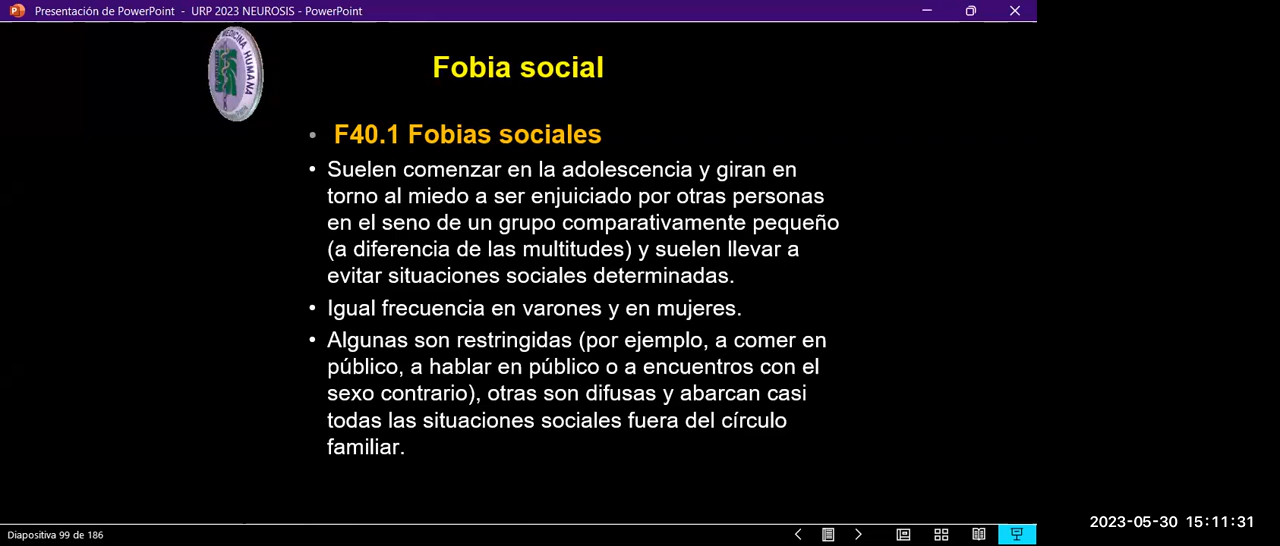 Presentación de PowerPoint - URP 2023 NEUROSIS - PowerPoint
MEDICINA HUMANA
Fobia social
• F40.1 Fobias sociales
• Suelen comenzar en la adolescencia y giran en
torno al miedo a ser enjuiciado por otras personas
en el seno de un grupo comparativamente pequeño
(a diferencia de las multitudes) y suelen llevar a
evitar situaciones sociales determinadas.
• Igual frecuencia en varones y en mujeres.
• Algunas son restringidas (por ejemplo, a comer en
público, a hablar en público o a encuentros con el
sexo contrario), otras son difusas y abarcan casi
todas las situaciones sociales fuera del círculo
familiar.
Diapositiva 99 de 186
2023-05-30 15:11:31